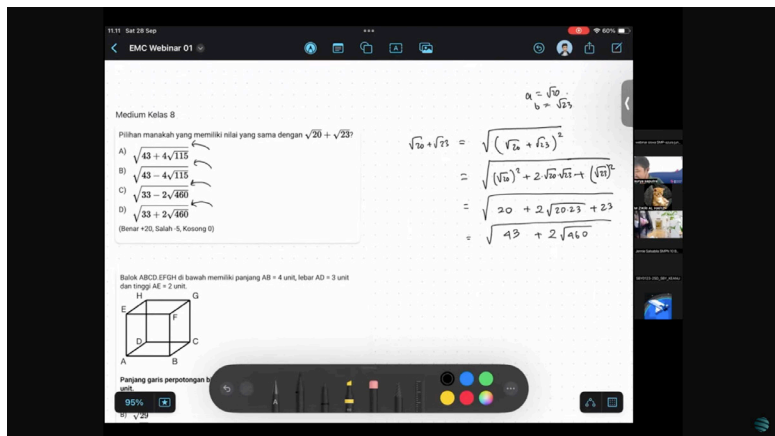 11.11 Sat 28 Sep
60%
EMC Webinar 01
a = √20
b = √23
Medium Kelas 8
Pilihan manakah yang memiliki nilai yang sama dengan √20 + √23?
A) √(43 + 4√115)
B) √(43 − 4√115)
C) √(33 − 2√460)
D) √(33 + 2√460)
(Benar +20, Salah -5, Kosong 0)
√20 + √23 = √((√20 + √23)²)
= √((√20)² + 2·√20·√23 + (√23)²)
= √(20 + 2√(20·23) + 23)
= √(43 + 2√460)
Balok ABCD.EFGH di bawah memiliki panjang AB = 4 unit, lebar AD = 3 unit
dan tinggi AE = 2 unit.
H G
E F
D C
A B
Panjang garis perpotongan b
unit.
95%
B) √29
A